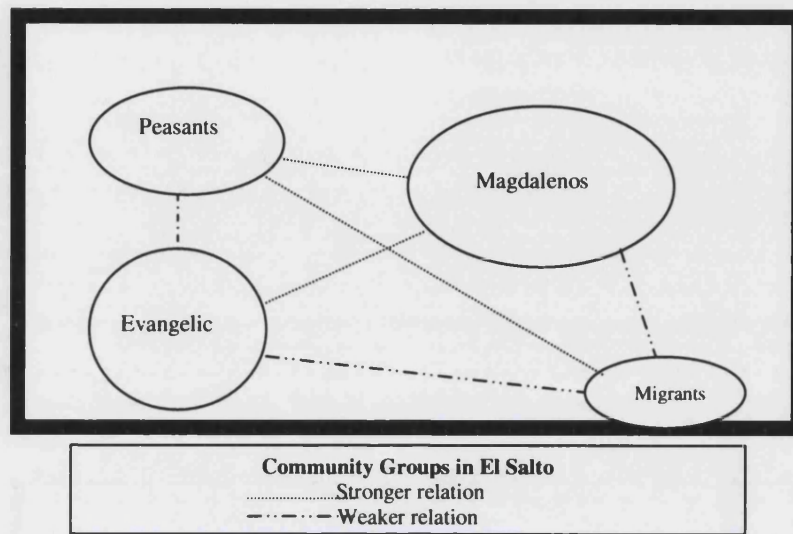 Peasants
Magdalenos
Evangelic
Migrants
Community Groups in El Salto
Stronger relation
Weaker relation